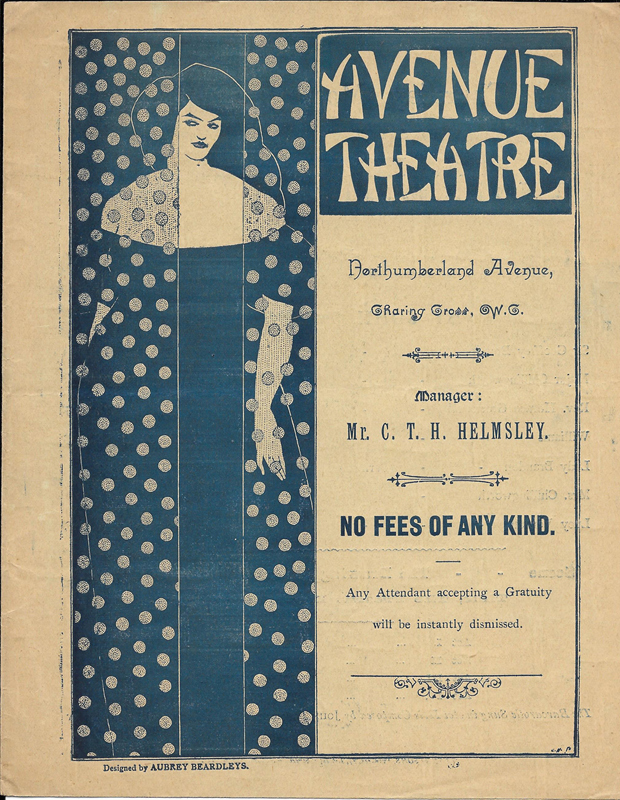 AVENUE
THEATRE
Northumberland Avenue,
Charing Cross, W.C.
Manager:
Mr. C. T. H. HELMSLEY.
NO FEES OF ANY KIND.
Any Attendant accepting a Gratuity
will be instantly dismissed.
Designed by AUBREY BEARDLEYS.